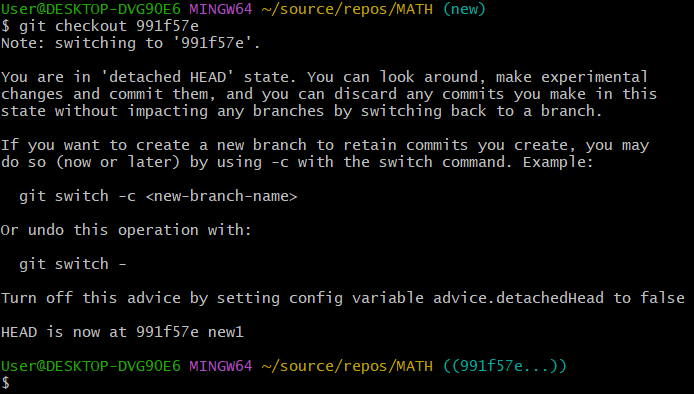 User@DESKTOP-DVG9OE6 MINGW64 ~/source/repos/MATH (new)
$ git checkout 991f57e
Note: switching to '991f57e'.

You are in 'detached HEAD' state. You can look around, make experimental
changes and commit them, and you can discard any commits you make in this
state without impacting any branches by switching back to a branch.

If you want to create a new branch to retain commits you create, you may
do so (now or later) by using -c with the switch command. Example:

  git switch -c <new-branch-name>

Or undo this operation with:

  git switch -

Turn off this advice by setting config variable advice.detachedHead to false

HEAD is now at 991f57e new1

User@DESKTOP-DVG9OE6 MINGW64 ~/source/repos/MATH ((991f57e...))
$